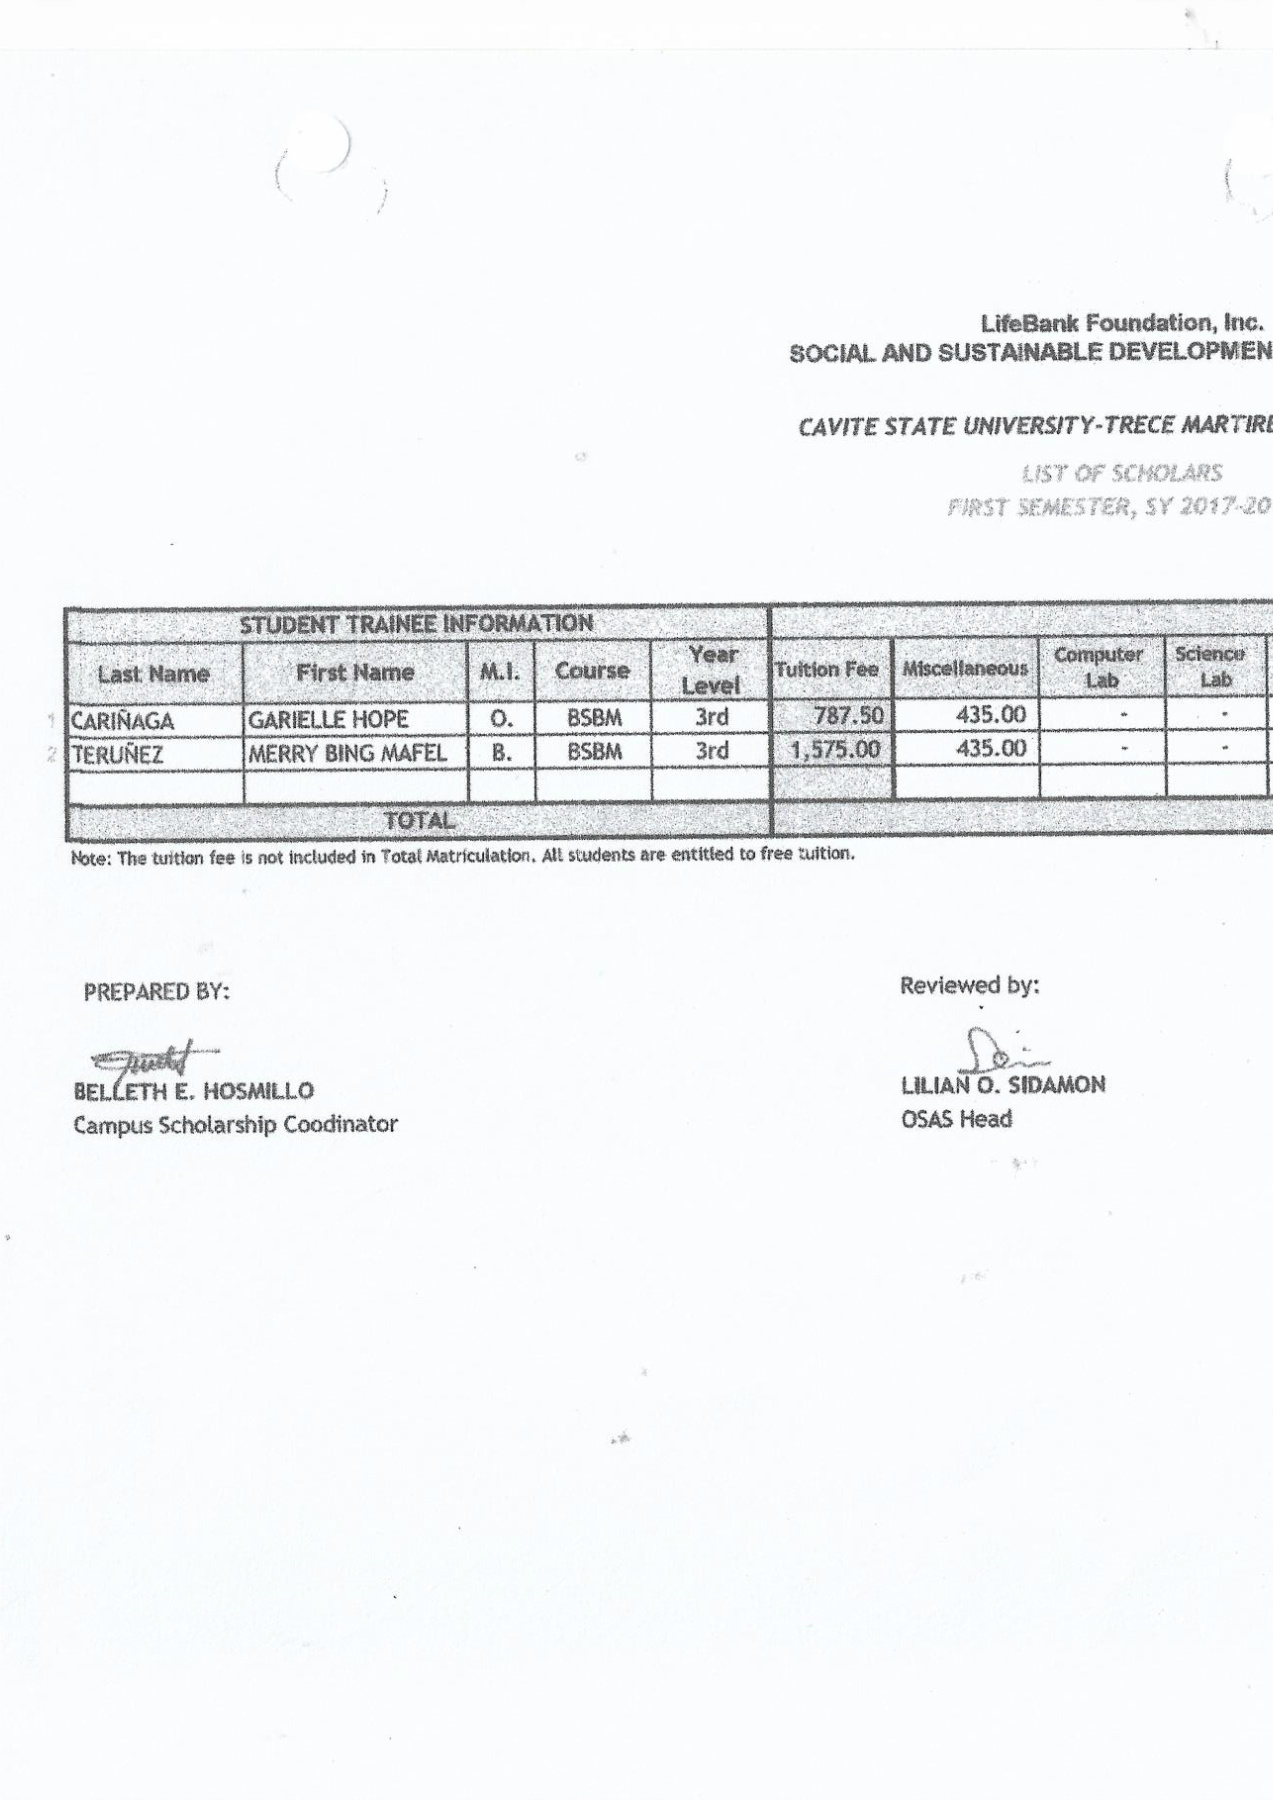 LifeBank Foundation, Inc.
SOCIAL AND SUSTAINABLE DEVELOPMEN
CAVITE STATE UNIVERSITY-TRECE MARTIRE
LIST OF SCHOLARS
FIRST SEMESTER, SY 2017-20
STUDENT TRAINEE INFORMATION
Last Name First Name M.I. Course Year Level Tuition Fee Miscellaneous Computer Lab Science Lab
1 CARIÑAGA GARIELLE HOPE O. BSBM 3rd 787.50 435.00 - -
2 TERUÑEZ MERRY BING MAFEL B. BSBM 3rd 1,575.00 435.00 - -
TOTAL
Note: The tuition fee is not included in Total Matriculation. All students are entitled to free tuition.
PREPARED BY: Reviewed by:
BELLETH E. HOSMILLO LILIAN O. SIDAMON
Campus Scholarship Coodinator OSAS Head